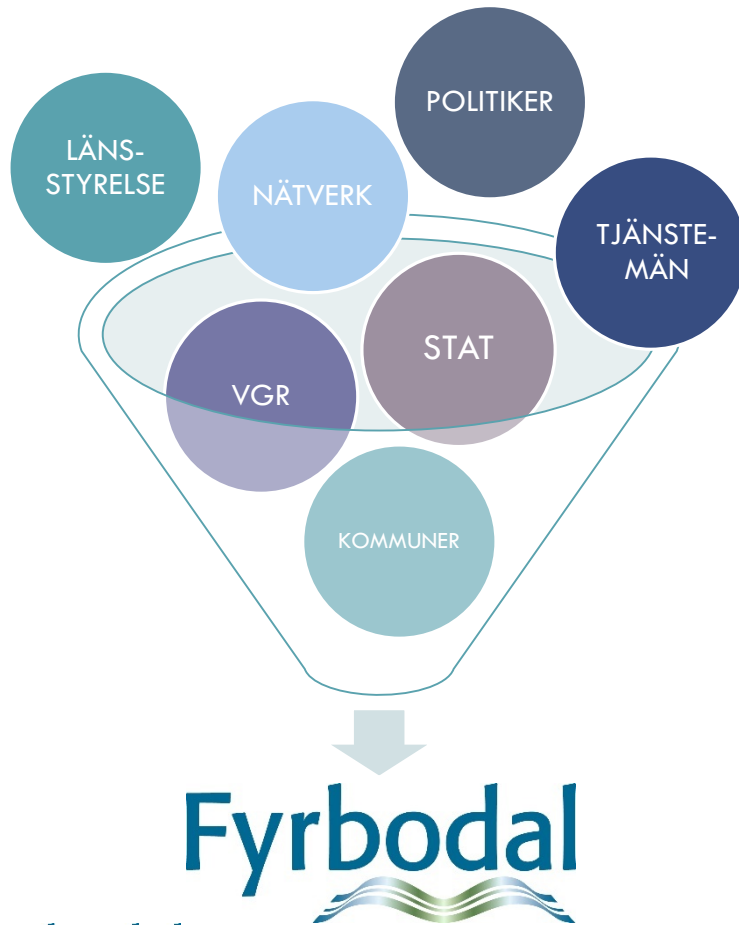 POLITIKER
LÄNS-
STYRELSE
NÄTVERK
TJÄNSTE-
MÄN
STAT
VGR
KOMMUNER
Fyrbodal